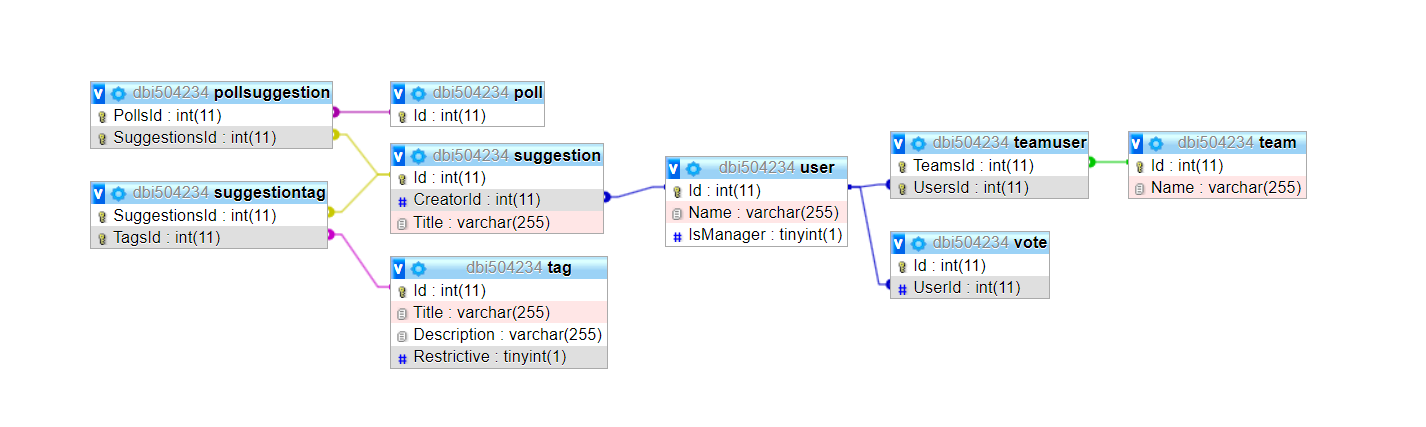 dbi504234 pollsuggestion
PollsId : int(11)
SuggestionsId : int(11)
dbi504234 poll
Id : int(11)
dbi504234 suggestiontag
SuggestionsId : int(11)
TagsId : int(11)
dbi504234 suggestion
Id : int(11)
CreatorId : int(11)
Title : varchar(255)
dbi504234 tag
Id : int(11)
Title : varchar(255)
Description : varchar(255)
Restrictive : tinyint(1)
dbi504234 user
Id : int(11)
Name : varchar(255)
IsManager : tinyint(1)
dbi504234 teamuser
TeamsId : int(11)
UsersId : int(11)
dbi504234 vote
Id : int(11)
UserId : int(11)
dbi504234 team
Id : int(11)
Name : varchar(255)